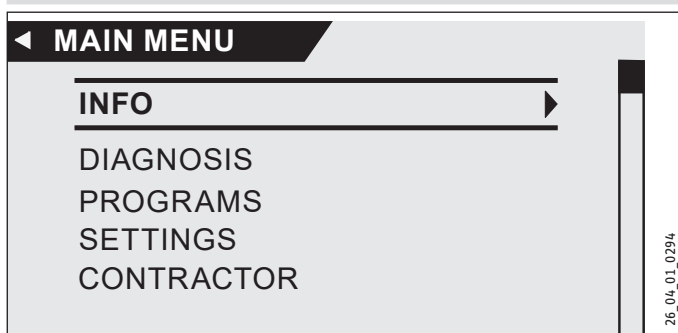 MAIN MENU
INFO
DIAGNOSIS
PROGRAMS
SETTINGS
CONTRACTOR
26_04_01_0294